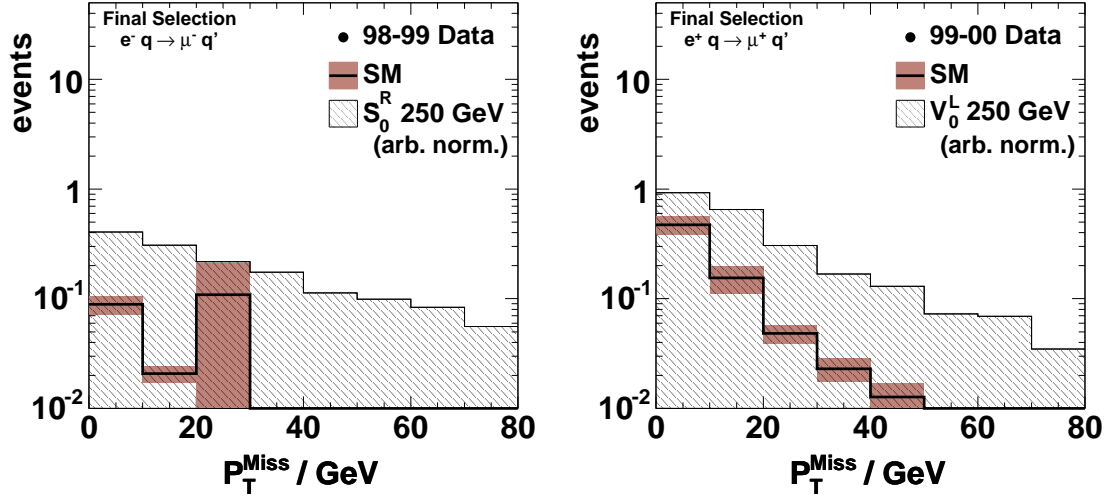 Final Selection
e⁻ q → μ⁻ q’
98-99 Data
SM
S₀ᴿ 250 GeV
(arb. norm.)
events
10
1
10⁻¹
10⁻²
0 20 40 60 80
P_T^Miss / GeV
Final Selection
e⁺ q → μ⁺ q’
99-00 Data
SM
V₀ᴸ 250 GeV
(arb. norm.)
events
10
1
10⁻¹
10⁻²
0 20 40 60 80
P_T^Miss / GeV